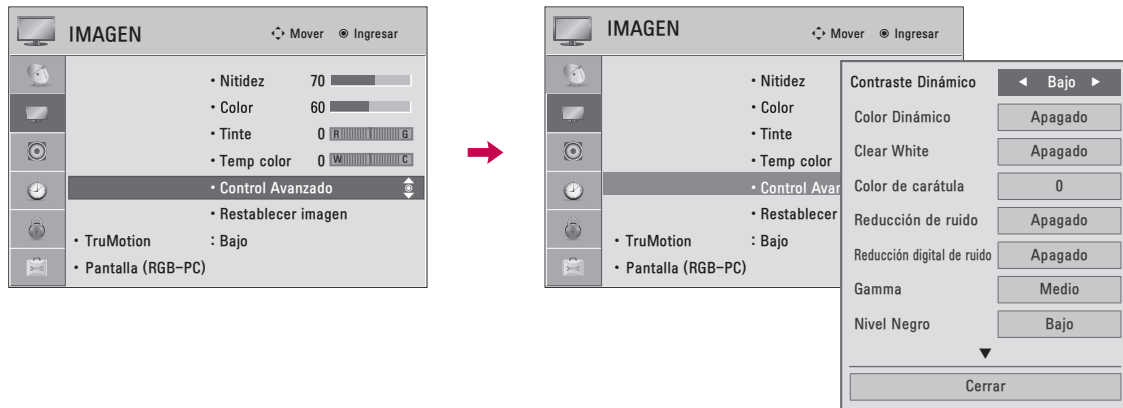 IMAGEN
Mover
Ingresar
• Nitidez 70
• Color 60
• Tinte 0 R G
• Temp color 0 W C
• Control Avanzado
• Restablecer imagen
• TruMotion : Bajo
• Pantalla (RGB-PC)
IMAGEN
Mover
Ingresar
• Nitidez
• Color
• Tinte
• Temp color
• Control Avan
• Restablecer
• TruMotion : Bajo
• Pantalla (RGB-PC)
Contraste Dinámico ◄ Bajo ►
Color Dinámico Apagado
Clear White Apagado
Color de carátula 0
Reducción de ruido Apagado
Reducción digital de ruido Apagado
Gamma Medio
Nivel Negro Bajo
▼
Cerrar